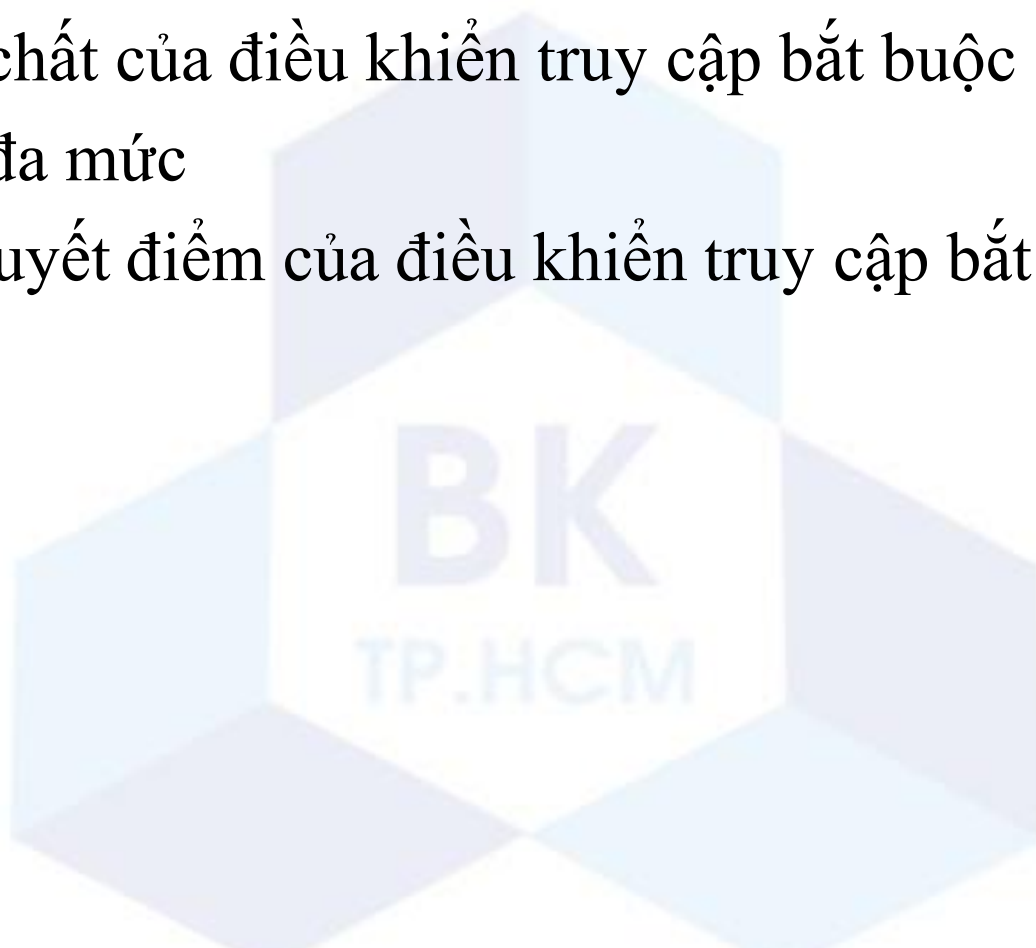 chất của điều khiển truy cập bắt buộc
đa mức
uyết điểm của điều khiển truy cập bắt
BK
TP.HCM